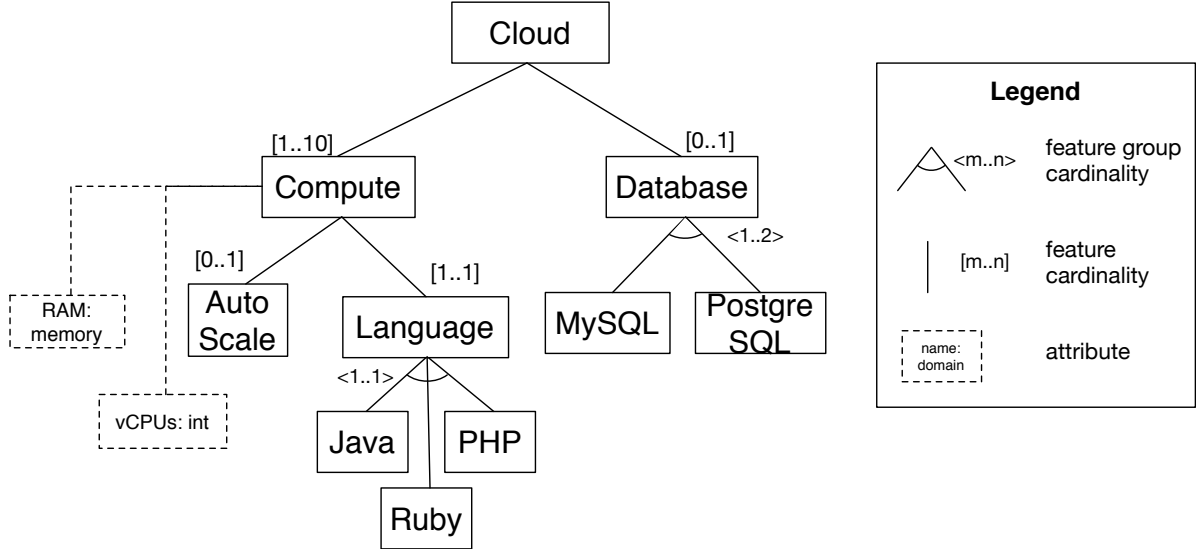 Cloud
[1..10]
[0..1]
Compute
Database
[0..1]
[1..1]
<1..2>
RAM:
memory
Auto
Scale
Language
MySQL
Postgre
SQL
<1..1>
vCPUs: int
Java
PHP
Ruby
Legend
<m..n>
feature group
cardinality
[m..n]
feature
cardinality
name:
domain
attribute